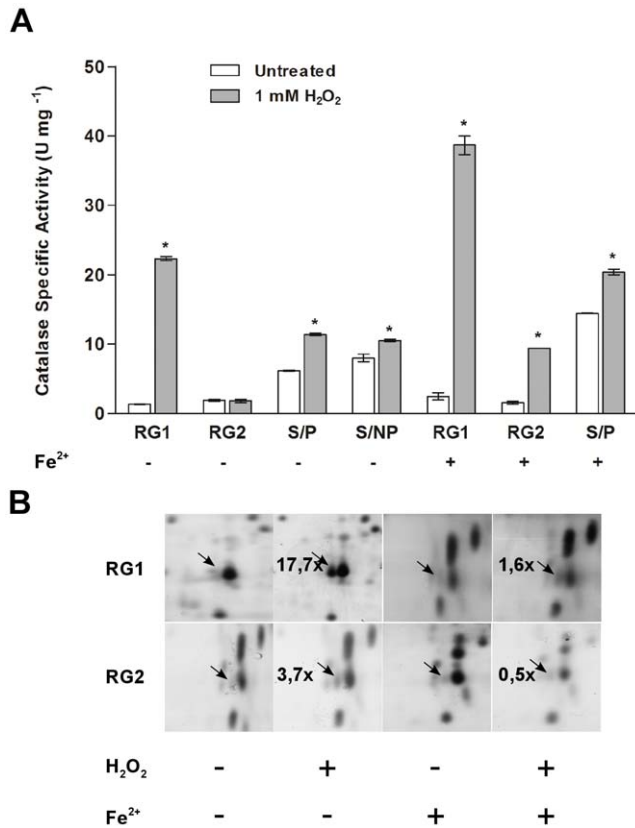 A
Untreated
1 mM H₂O₂
Catalase Specific Activity (U mg⁻¹)
50
40
30
20
10
0
* * * * * *
RG1 RG2 S/P S/NP RG1 RG2 S/P
Fe²⁺ - - - - + + +
B
RG1 17,7x 1,6x
RG2 3,7x 0,5x
H₂O₂ - + - +
Fe²⁺ - - + +